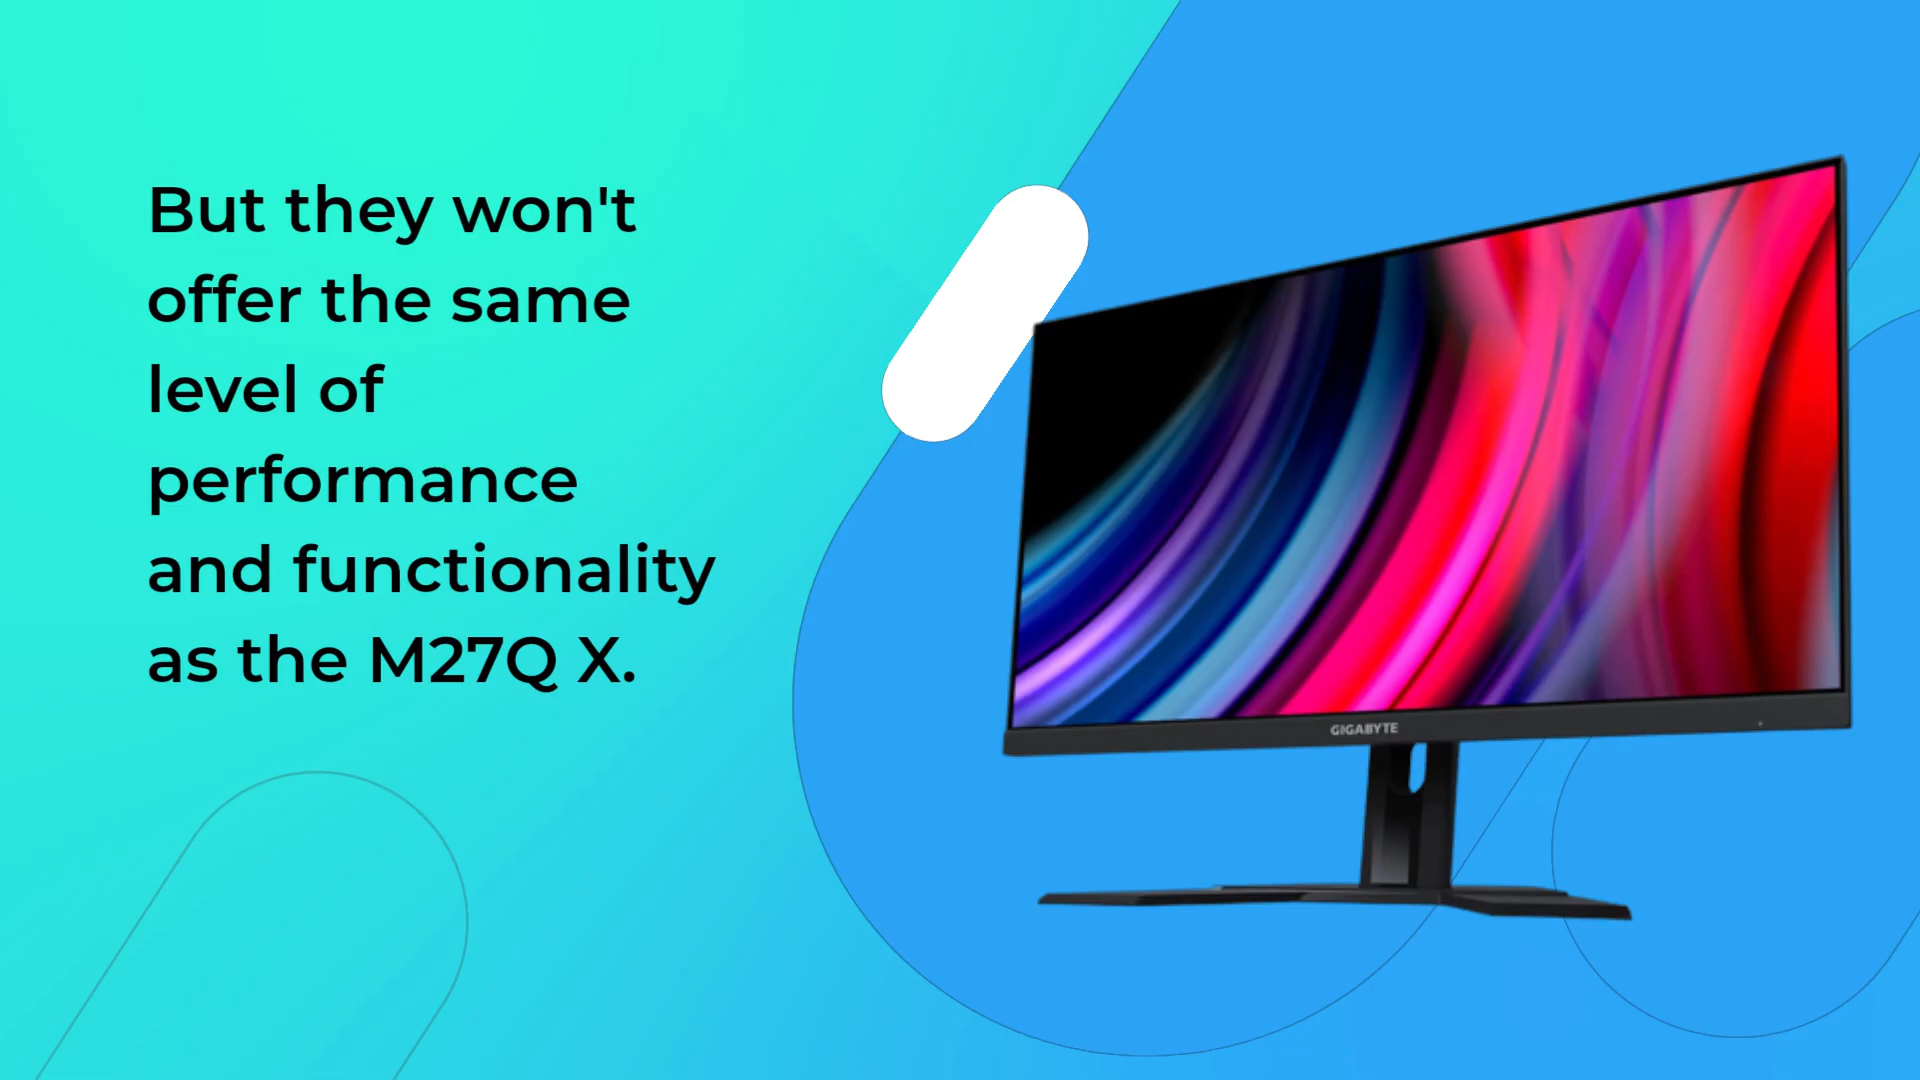 But they won't
offer the same
level of
performance
and functionality
as the M27Q X.
GIGABYTE